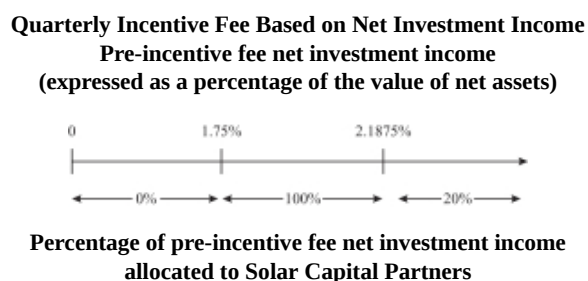 Quarterly Incentive Fee Based on Net Investment Income
Pre-incentive fee net investment income
(expressed as a percentage of the value of net assets)
0 1.75% 2.1875%
0% 100% 20%
Percentage of pre-incentive fee net investment income
allocated to Solar Capital Partners